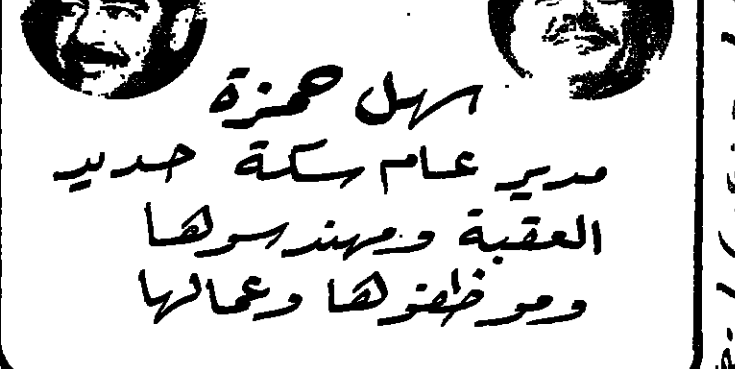 سهل حمزة
مدير عام سكة حديد
العقبة ومهندسوها
وموظفوها وعمالها